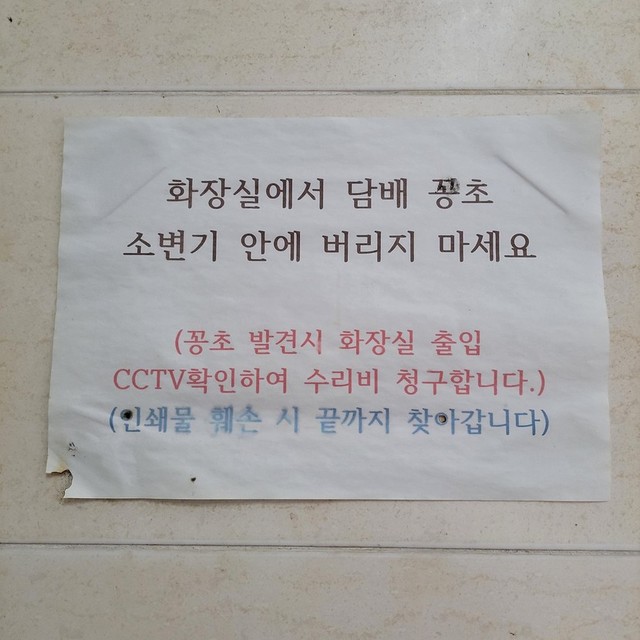 화장실에서 담배 꽁초
소변기 안에 버리지 마세요
(꽁초 발견시 화장실 출입
CCTV확인하여 수리비 청구합니다.)
(인쇄물 훼손 시 끝까지 찾아갑니다)